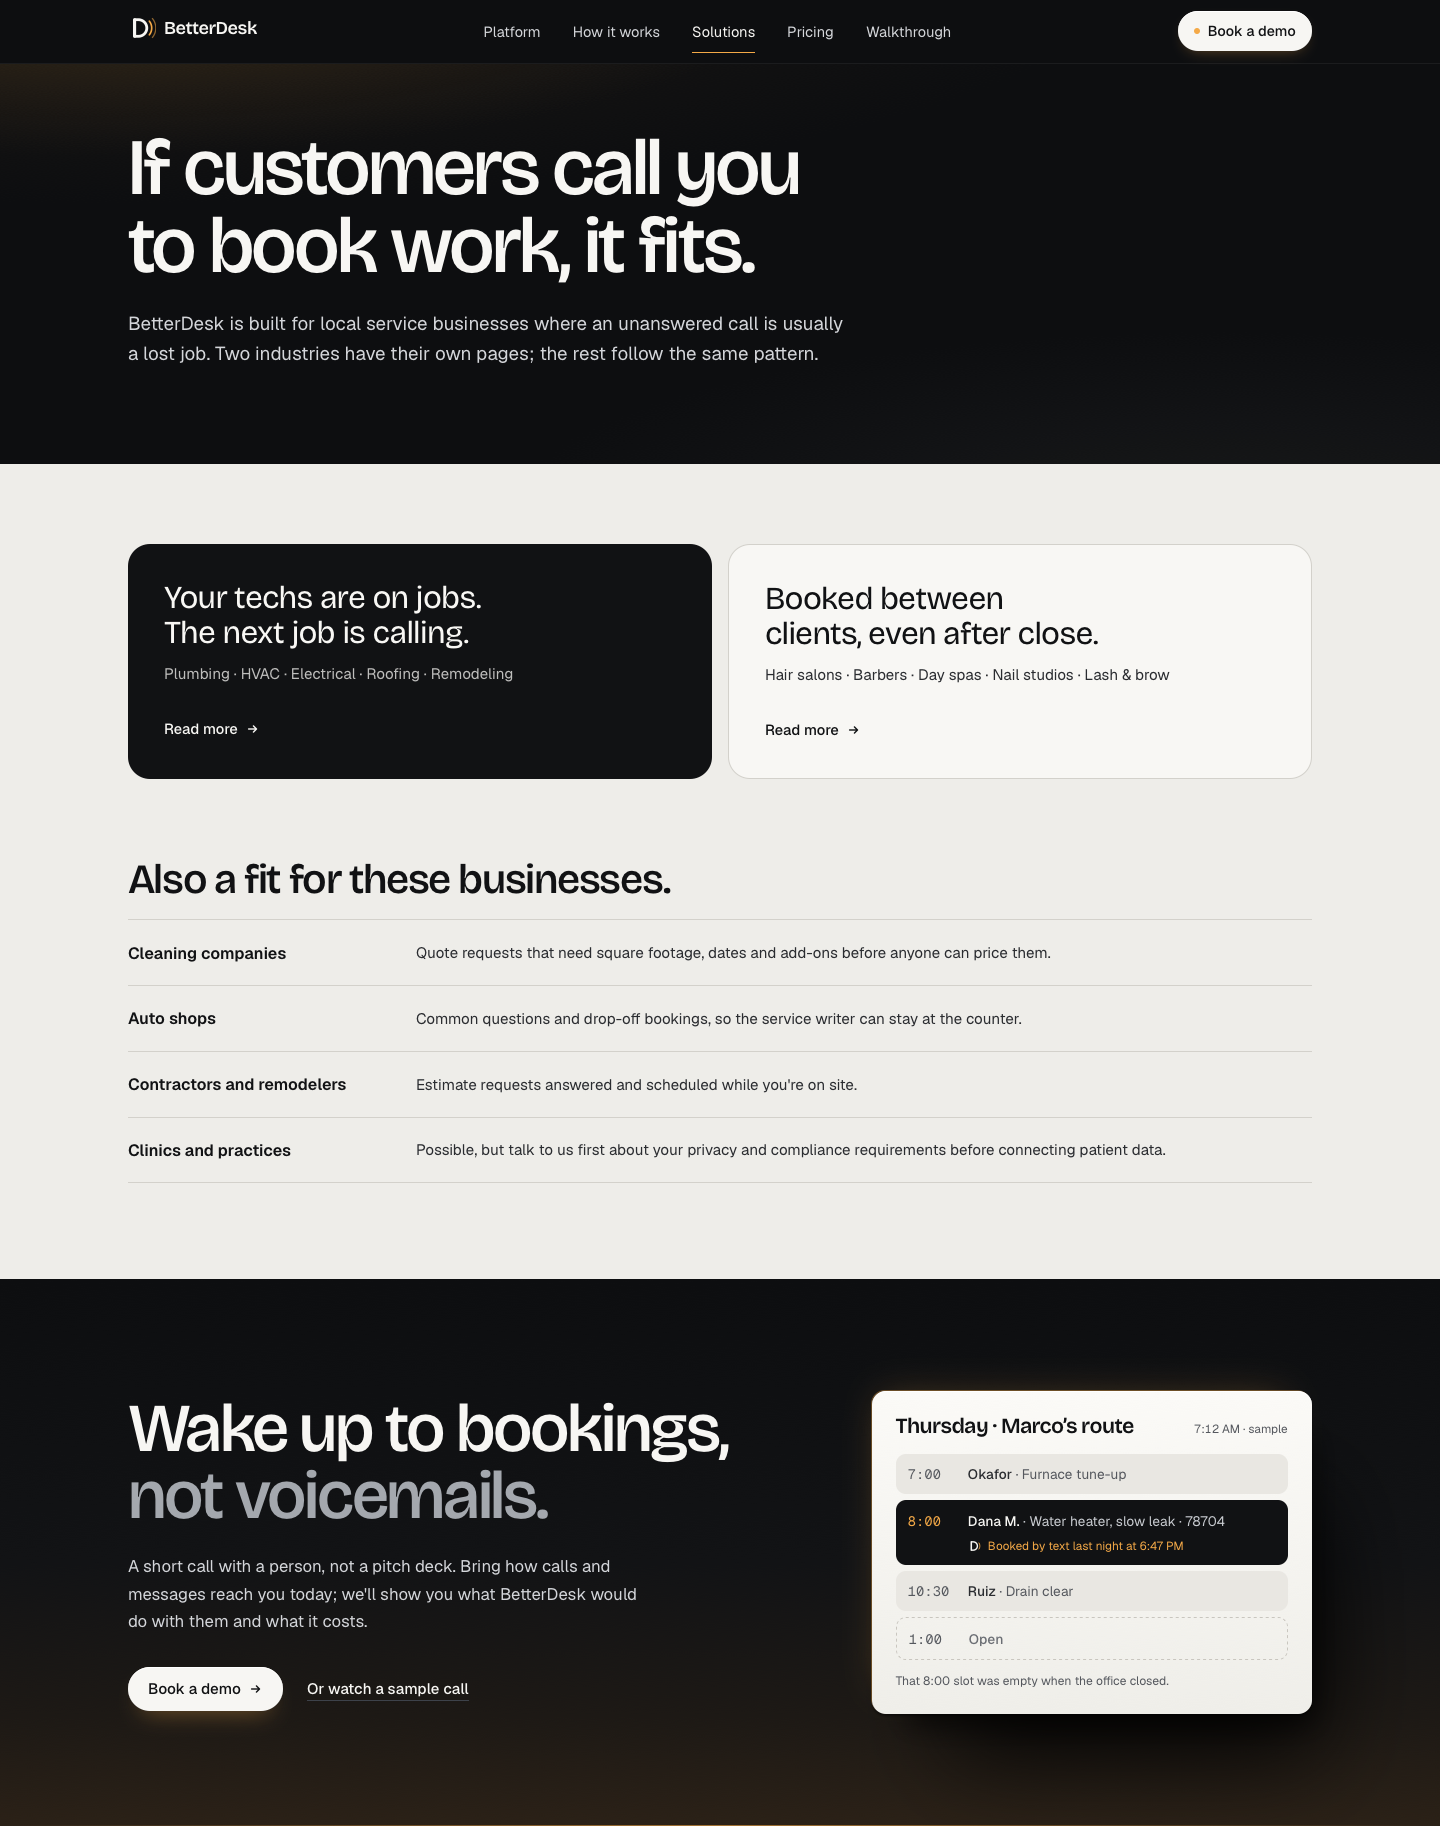 BetterDesk
Platform
How it works
Solutions
Pricing
Walkthrough
Book a demo
If customers call you
to book work, it fits.
BetterDesk is built for local service businesses where an unanswered call is usually
a lost job. Two industries have their own pages; the rest follow the same pattern.
Your techs are on jobs.
The next job is calling.
Plumbing · HVAC · Electrical · Roofing · Remodeling
Read more →
Booked between
clients, even after close.
Hair salons · Barbers · Day spas · Nail studios · Lash & brow
Read more →
Also a fit for these businesses.
Cleaning companies
Quote requests that need square footage, dates and add-ons before anyone can price them.
Auto shops
Common questions and drop-off bookings, so the service writer can stay at the counter.
Contractors and remodelers
Estimate requests answered and scheduled while you're on site.
Clinics and practices
Possible, but talk to us first about your privacy and compliance requirements before connecting patient data.
Wake up to bookings,
not voicemails.
A short call with a person, not a pitch deck. Bring how calls and
messages reach you today; we'll show you what BetterDesk would
do with them and what it costs.
Book a demo →
Or watch a sample call
Thursday · Marco’s route
7:12 AM · sample
7:00 Okafor · Furnace tune-up
8:00 Dana M. · Water heater, slow leak · 78704
Booked by text last night at 6:47 PM
10:30 Ruiz · Drain clear
1:00 Open
That 8:00 slot was empty when the office closed.